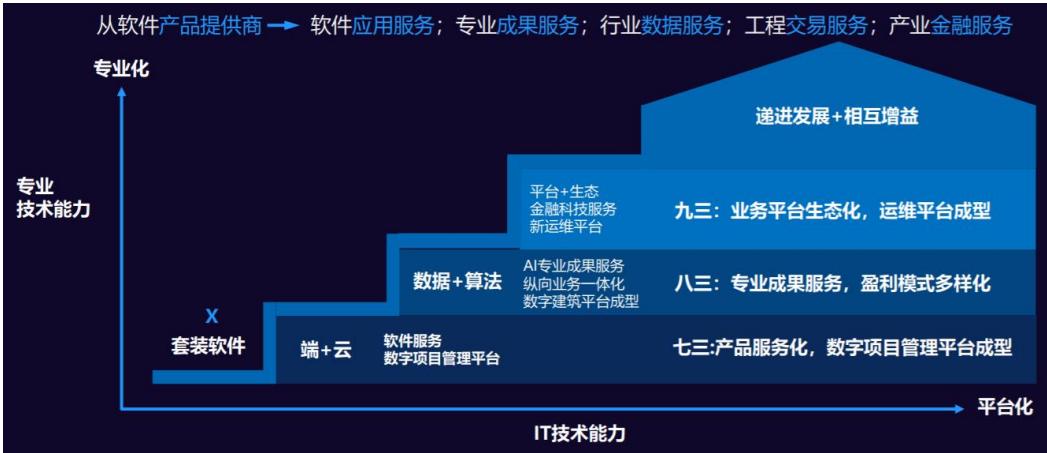 从软件产品提供商 → 软件应用服务；专业成果服务；行业数据服务；工程交易服务；产业金融服务
专业化
递进发展+相互增益
专业
技术能力
平台+生态
金融科技服务
新运维平台
九三：业务平台生态化，运维平台成型
数据+算法
AI专业成果服务
纵向业务一体化
数字建筑平台成型
八三：专业成果服务，盈利模式多样化
X
套装软件
端+云
软件服务
数字项目管理平台
七三:产品服务化，数字项目管理平台成型
平台化
IT技术能力